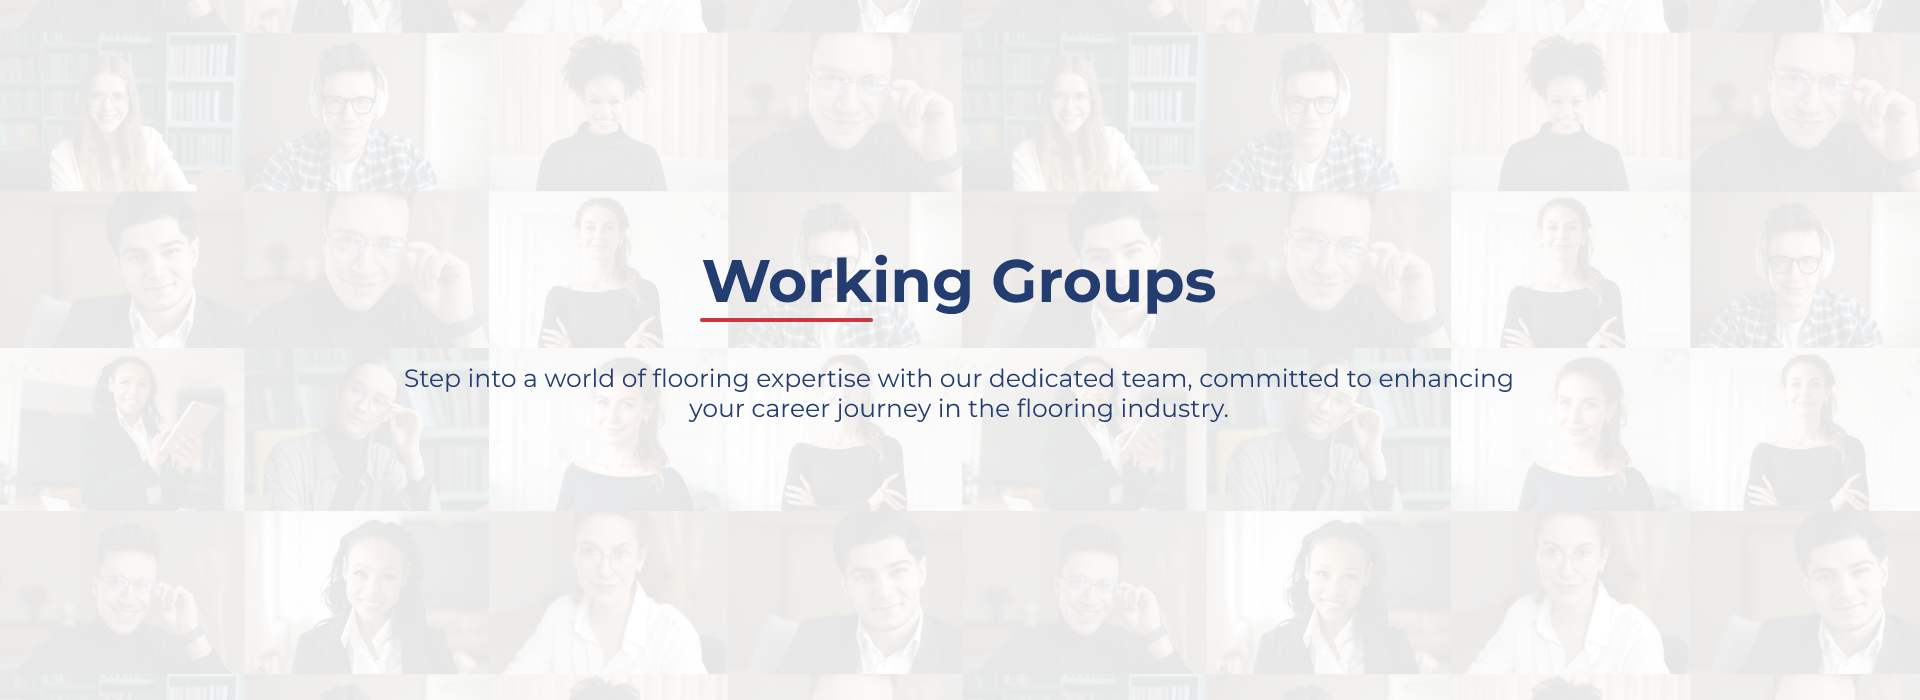 Working Groups
Step into a world of flooring expertise with our dedicated team, committed to enhancing
your career journey in the flooring industry.